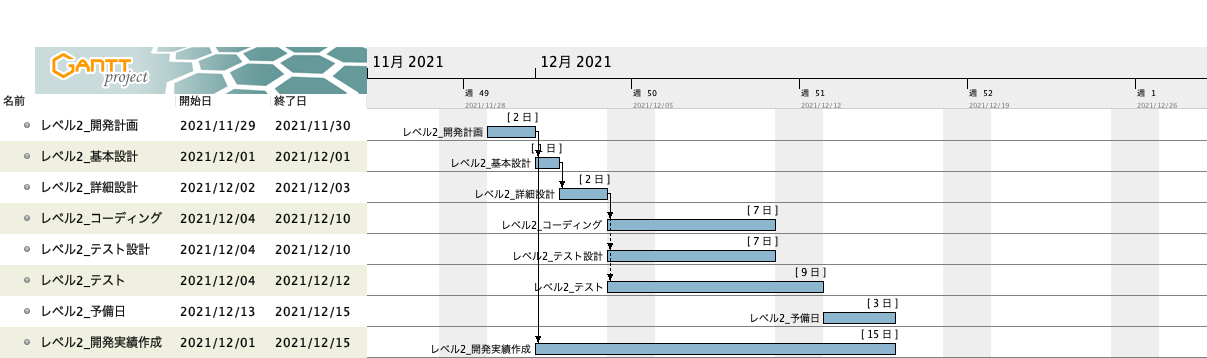 11月 2021 12月 2021
GANTT
project
週 49 週 50 週 51 週 52 週 1
名前 開始日 終了日 2021/11/28 2021/12/05 2021/12/12 2021/12/19 2021/12/26
[ 2 日 ]
レベル2_開発計画 2021/11/29 2021/11/30 レベル2_開発計画
[ 1 日 ]
レベル2_基本設計 2021/12/01 2021/12/01 レベル2_基本設計
[ 2 日 ]
レベル2_詳細設計 2021/12/02 2021/12/03 レベル2_詳細設計
[ 7 日 ]
レベル2_コーディング 2021/12/04 2021/12/10 レベル2_コーディング
[ 7 日 ]
レベル2_テスト設計 2021/12/04 2021/12/10 レベル2_テスト設計
[ 9 日 ]
レベル2_テスト 2021/12/04 2021/12/12 レベル2_テスト
[ 3 日 ]
レベル2_予備日 2021/12/13 2021/12/15 レベル2_予備日
[ 15 日 ]
レベル2_開発実績作成 2021/12/01 2021/12/15 レベル2_開発実績作成